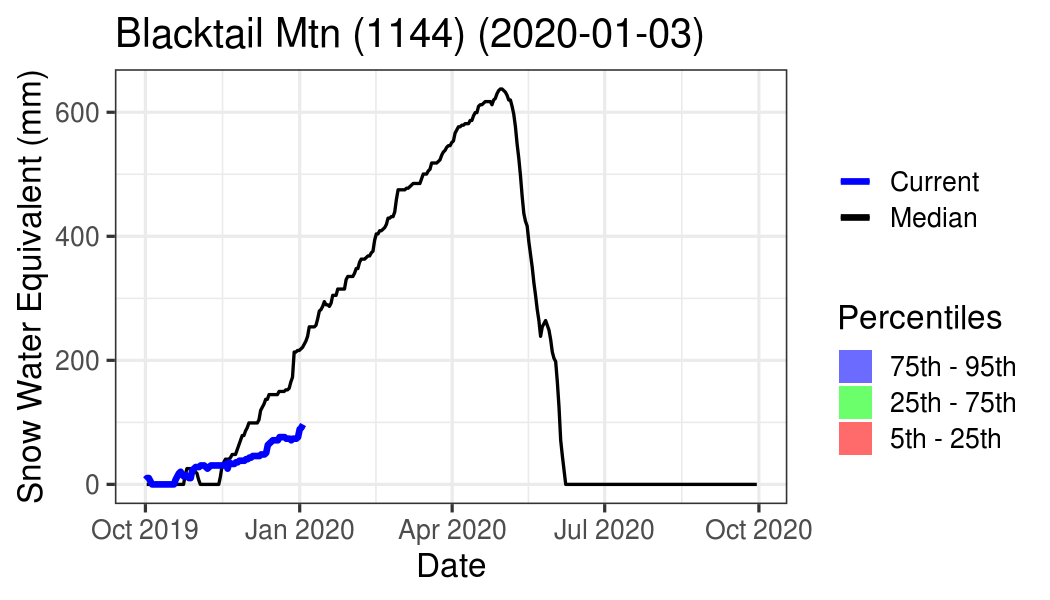 Blacktail Mtn (1144) (2020-01-03)
Snow Water Equivalent (mm)
600
400
200
0
Oct 2019
Jan 2020
Apr 2020
Jul 2020
Oct 2020
Date
Current
Median
Percentiles
75th - 95th
25th - 75th
5th - 25th